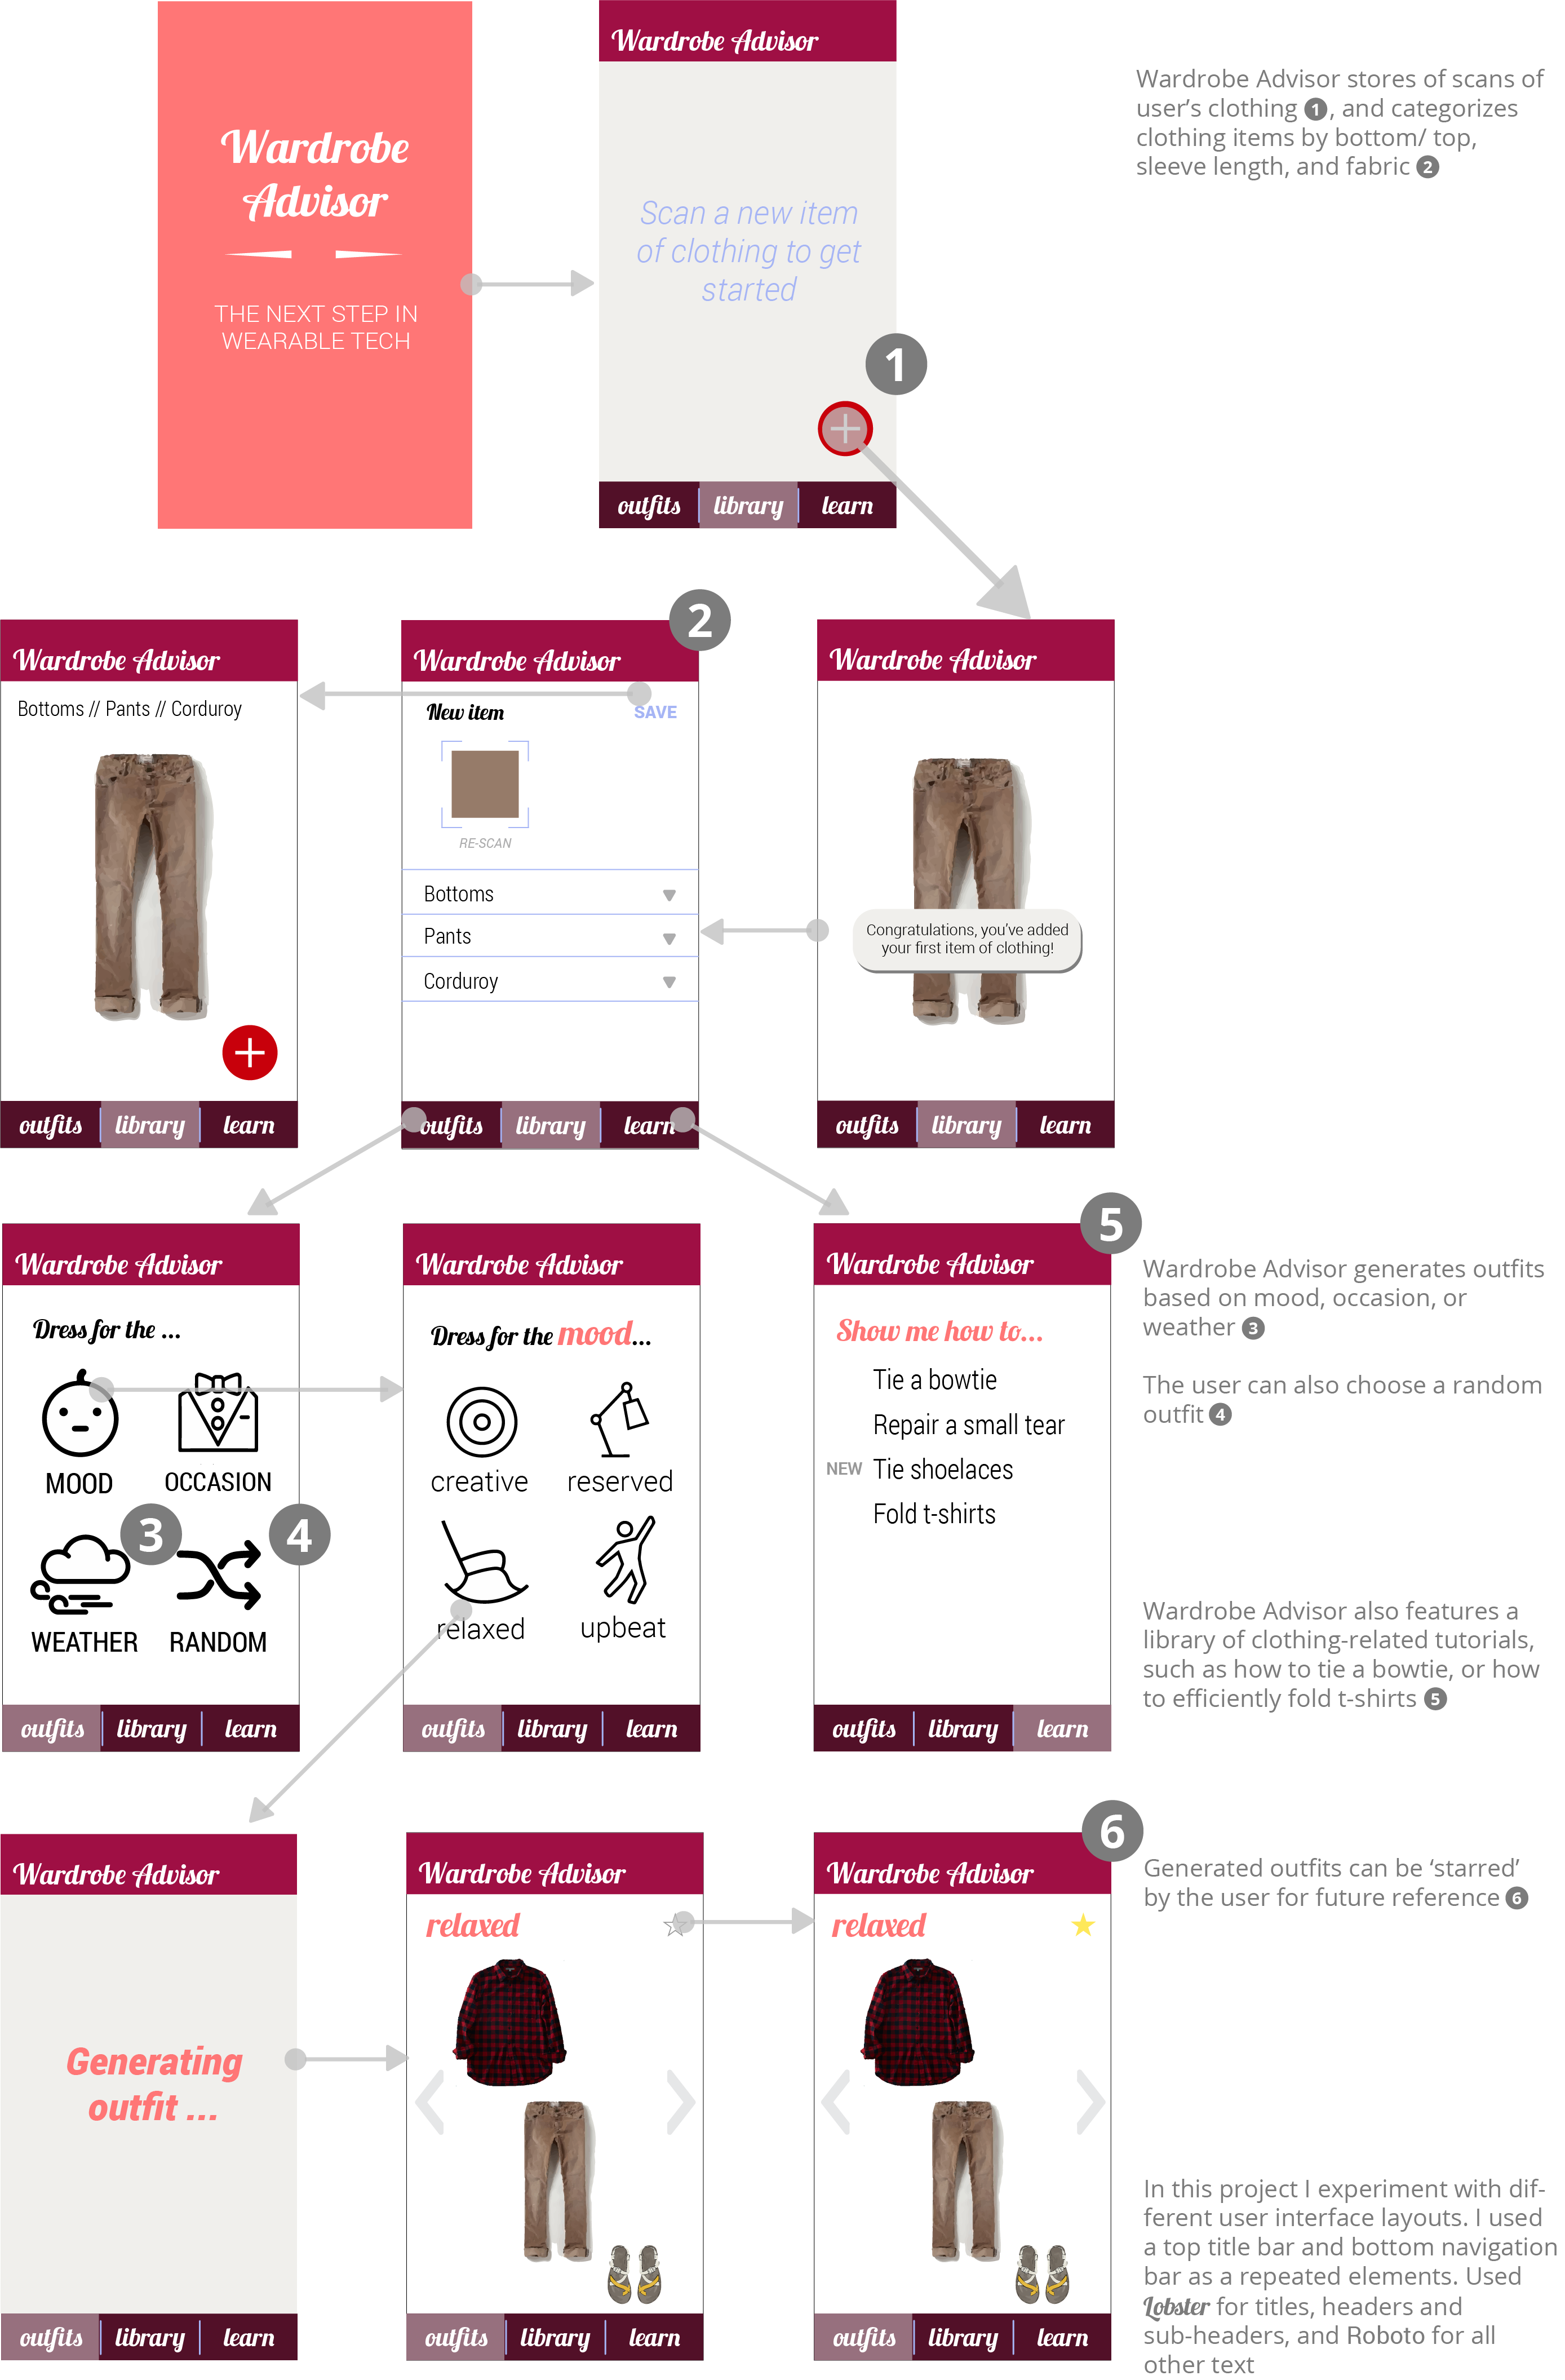 Wardrobe
Advisor
THE NEXT STEP IN
WEARABLE TECH
Wardrobe Advisor
Scan a new item
of clothing to get
started
1
outfits library learn
Wardrobe Advisor stores of scans of
user's clothing 1, and categorizes
clothing items by bottom/ top,
sleeve length, and fabric 2
Wardrobe Advisor
Bottoms // Pants // Corduroy
outfits library learn
2
Wardrobe Advisor
New item
SAVE
RE-SCAN
Bottoms
Pants
Corduroy
outfits library learn
Wardrobe Advisor
Congratulations, you've added
your first item of clothing!
outfits library learn
Wardrobe Advisor
Dress for the ...
MOOD OCCASION
3 4
WEATHER RANDOM
outfits library learn
Wardrobe Advisor
Dress for the mood...
creative reserved
relaxed upbeat
outfits library learn
5
Wardrobe Advisor
Show me how to...
Tie a bowtie
Repair a small tear
NEW Tie shoelaces
Fold t-shirts
outfits library learn
Wardrobe Advisor generates outfits
based on mood, occasion, or
weather 3
The user can also choose a random
outfit 4
Wardrobe Advisor also features a
library of clothing-related tutorials,
such as how to tie a bowtie, or how
to efficiently fold t-shirts 5
Wardrobe Advisor
Generating
outfit ...
outfits library learn
Wardrobe Advisor
relaxed
outfits library learn
6
Wardrobe Advisor
relaxed
outfits library learn
Generated outfits can be ‘starred’
by the user for future reference 6
In this project I experiment with dif-
ferent user interface layouts. I used
a top title bar and bottom navigation
bar as a repeated elements. Used
Lobster for titles, headers and
sub-headers, and Roboto for all
other text